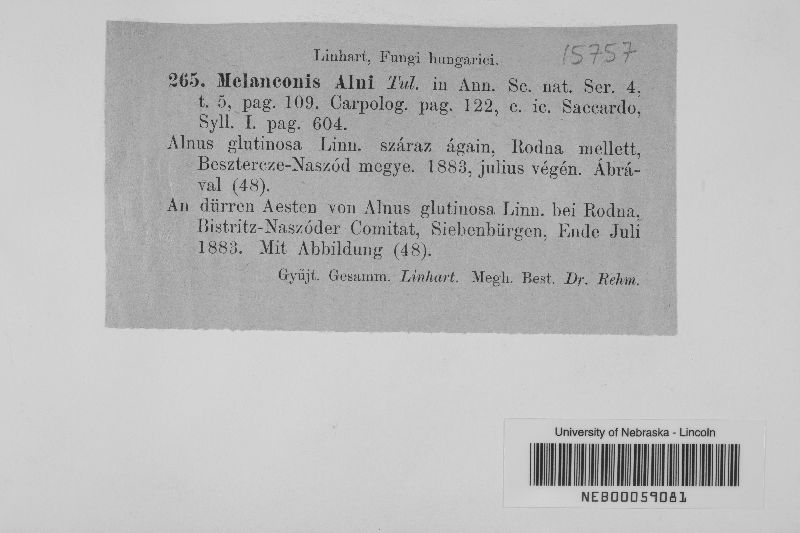 Linhart, Fungi hungarici. 15757
265. Melanconis Alni Tul. in Ann. Sc. nat. Ser. 4,
t. 5, pag. 109. Carpolog. pag. 122, c. ic. Saccardo,
Syll. I. pag. 604.
Alnus glutinosa Linn. száraz ágain, Rodna mellett,
Besztercze-Naszód megye. 1883, julius végén. Ábrá-
val (48).
An dürren Aesten von Alnus glutinosa Linn. bei Rodna,
Bistritz-Naszóder Comitat, Siebenbürgen, Ende Juli
1883. Mit Abbildung (48).
Gyűjt. Gesamm. Linhart. Megh. Best. Dr. Rehm.
University of Nebraska - Lincoln
NEB00059081